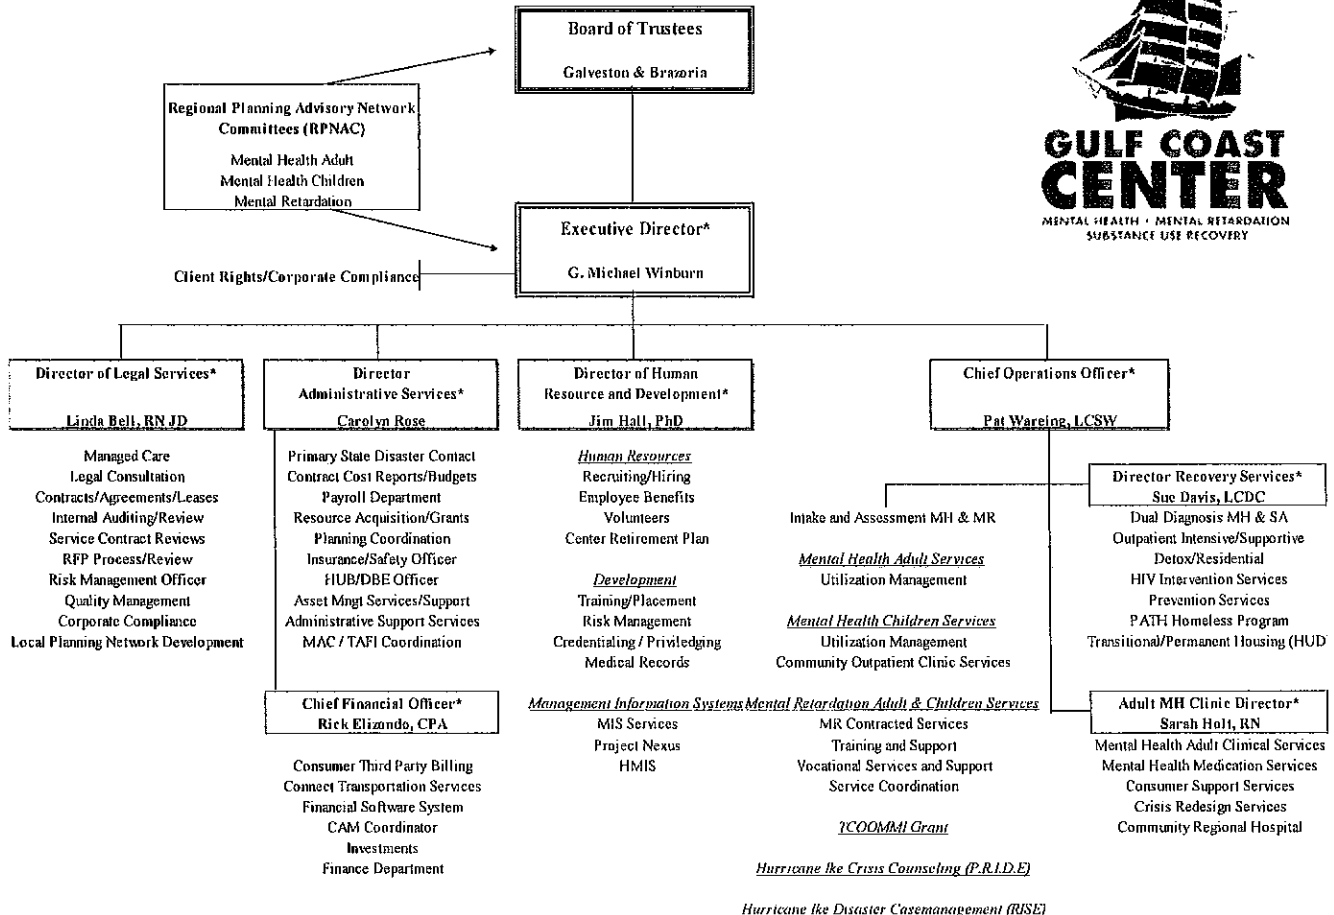 Board of Trustees
Galveston & Brazoria
GULF COAST
CENTER
MENTAL HEALTH • MENTAL RETARDATION
SUBSTANCE USE RECOVERY
Regional Planning Advisory Network
Committees (RPNAC)
Mental Health Adult
Mental Health Children
Mental Retardation
Executive Director*
G. Michael Winburn
Client Rights/Corporate Compliance
Director of Legal Services*
Linda Bell, RN JD
Managed Care
Legal Consultation
Contracts/Agreements/Leases
Internal Auditing/Review
Service Contract Reviews
RFP Process/Review
Risk Management Officer
Quality Management
Corporate Compliance
Local Planning Network Development
Director
Administrative Services*
Carolyn Rose
Primary State Disaster Contact
Contract Cost Reports/Budgets
Payroll Department
Resource Acquisition/Grants
Planning Coordination
Insurance/Safety Officer
HUB/DBE Officer
Asset Mngt Services/Support
Administrative Support Services
MAC / TAFI Coordination
Chief Financial Officer*
Rick Elizondo, CPA
Consumer Third Party Billing
Connect Transportation Services
Financial Software System
CAM Coordinator
Investments
Finance Department
Director of Human
Resource and Development*
Jim Hall, PhD
Human Resources
Recruiting/Hiring
Employee Benefits
Volunteers
Center Retirement Plan
Development
Training/Placement
Risk Management
Credentialing / Priviledging
Medical Records
Management Information Systems
MIS Services
Project Nexus
HMIS
Chief Operations Officer*
Pat Wareing, LCSW
Intake and Assessment MH & MR
Mental Health Adult Services
Utilization Management
Mental Health Children Services
Utilization Management
Community Outpatient Clinic Services
Mental Retardation Adult & Children Services
MR Contracted Services
Training and Support
Vocational Services and Support
Service Coordination
TCOOMMI Grant
Hurricane Ike Crisis Counseling (P.R.I.D.E)
Hurricane Ike Disaster Casemanagement (RISE)
Director Recovery Services*
Sue Davis, LCDC
Dual Diagnosis MH & SA
Outpatient Intensive/Supportive
Detox/Residential
HIV Intervention Services
Prevention Services
PATH Homeless Program
Transitional/Permanent Housing (HUD
Adult MH Clinic Director*
Sarah Holt, RN
Mental Health Adult Clinical Services
Mental Health Medication Services
Consumer Support Services
Crisis Redesign Services
Community Regional Hospital